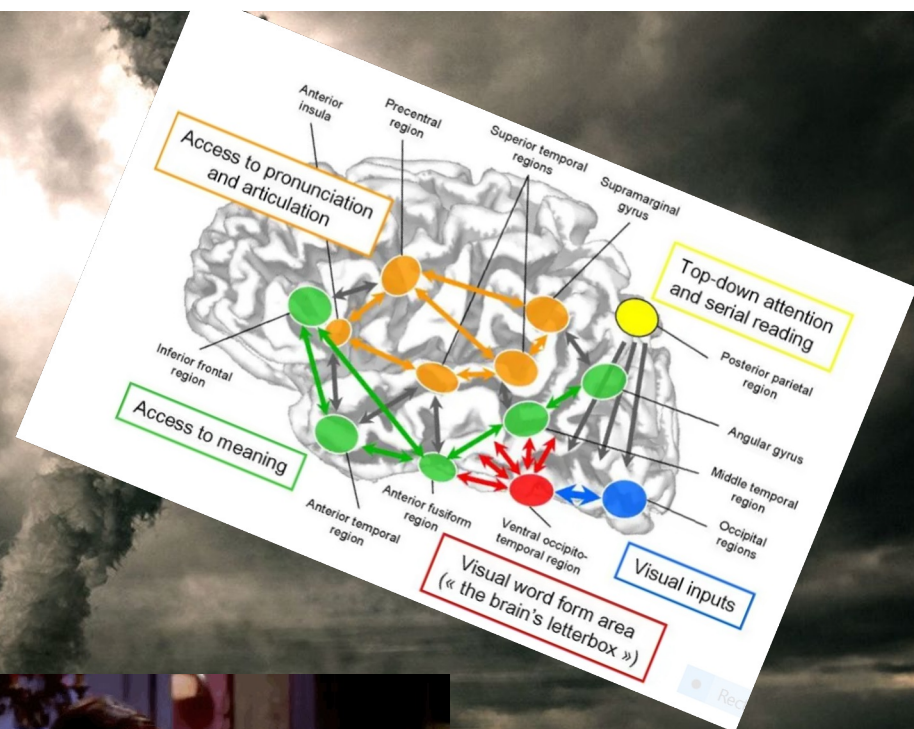 Anterior
insula
Precentral
region
Superior temporal
regions
Supramarginal
gyrus
Access to pronunciation
and articulation
Top-down attention
and serial reading
Posterior parietal
region
Inferior frontal
region
Angular gyrus
Access to meaning
Middle temporal
region
Occipital
regions
Anterior temporal
region
Anterior fusiform
region
Ventral occipito-
temporal region
Visual inputs
Visual word form area
(« the brain's letterbox »)